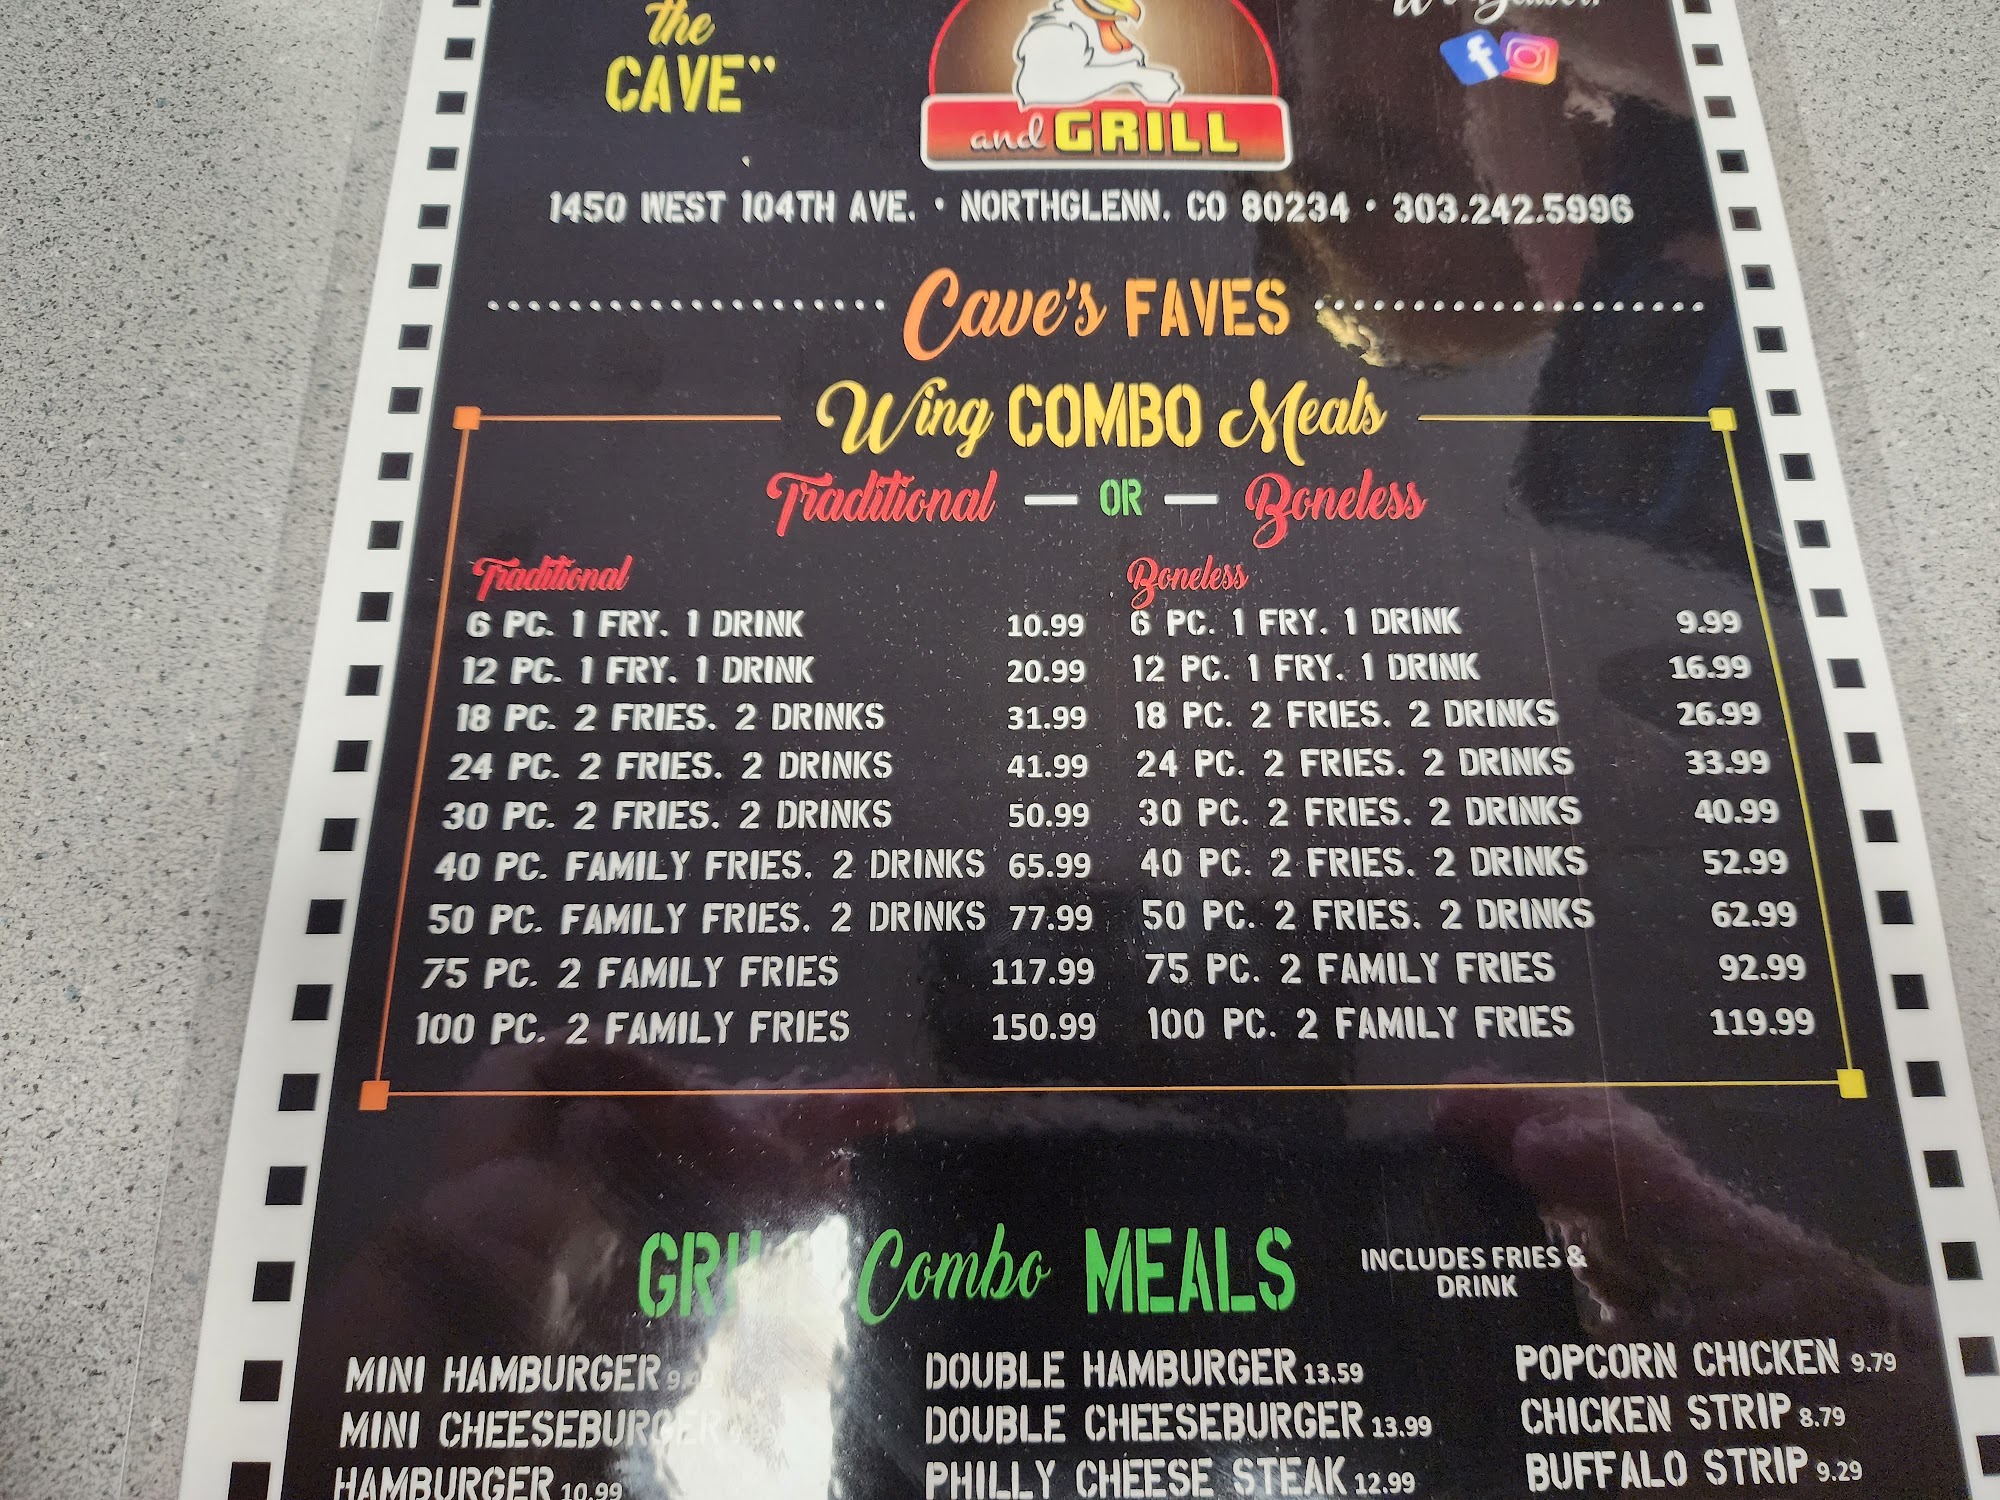 the
CAVE"
and GRILL
1450 WEST 104TH AVE. • NORTHGLENN, CO 80234 • 303.242.5996
Cave's FAVES
Wing COMBO Meals
Traditional — OR — Boneless
Traditional
6 PC. 1 FRY. 1 DRINK 10.99
12 PC. 1 FRY. 1 DRINK 20.99
18 PC. 2 FRIES. 2 DRINKS 31.99
24 PC. 2 FRIES. 2 DRINKS 41.99
30 PC. 2 FRIES. 2 DRINKS 50.99
40 PC. FAMILY FRIES. 2 DRINKS 65.99
50 PC. FAMILY FRIES. 2 DRINKS 77.99
75 PC. 2 FAMILY FRIES 117.99
100 PC. 2 FAMILY FRIES 150.99
Boneless
6 PC. 1 FRY. 1 DRINK 9.99
12 PC. 1 FRY. 1 DRINK 16.99
18 PC. 2 FRIES. 2 DRINKS 26.99
24 PC. 2 FRIES. 2 DRINKS 33.99
30 PC. 2 FRIES. 2 DRINKS 40.99
40 PC. 2 FRIES. 2 DRINKS 52.99
50 PC. 2 FRIES. 2 DRINKS 62.99
75 PC. 2 FAMILY FRIES 92.99
100 PC. 2 FAMILY FRIES 119.99
Combo MEALS
INCLUDES FRIES &
DRINK
MINI HAMBURGER
MINI CHEESEBURGER
HAMBURGER 10.99
DOUBLE HAMBURGER 13.59
DOUBLE CHEESEBURGER 13.99
PHILLY CHEESE STEAK 12.99
POPCORN CHICKEN 9.79
CHICKEN STRIP 8.79
BUFFALO STRIP 9.29